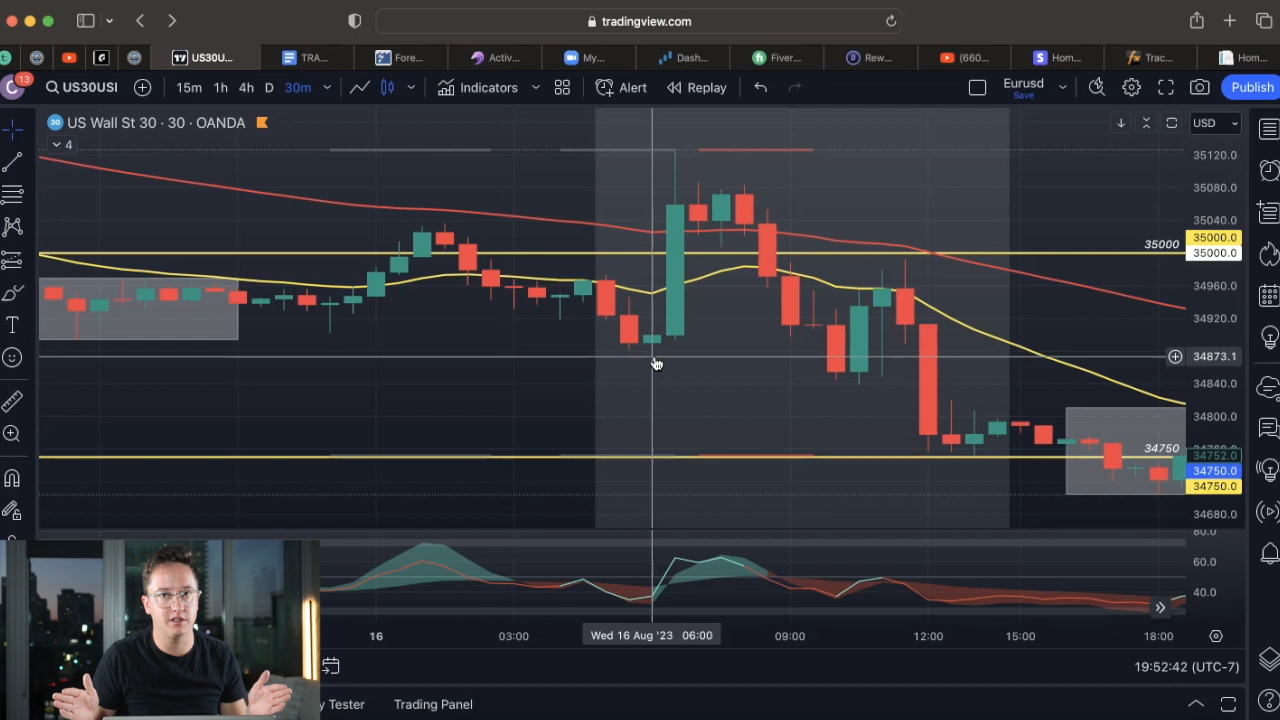 tradingview.com
US30U...
TRA...
Fore...
Activ...
My...
Dash...
Fiver...
Rew...
(660...
Hom...
Trac...
Hom...
13
US30USI
15m 1h 4h D 30m
Indicators
Alert
Replay
Eurusd
Save
Publish
30 US Wall St 30 · 30 · OANDA
USD
4
35120.0
35080.0
35040.0
35000
35000.0
35000.0
34960.0
34920.0
34873.1
34840.0
34800.0
34750
34752.0
34750.0
34750.0
34680.0
80.0
60.0
40.0
16
03:00
Wed 16 Aug '23 06:00
09:00
12:00
15:00
18:00
19:52:42 (UTC-7)
y Tester
Trading Panel